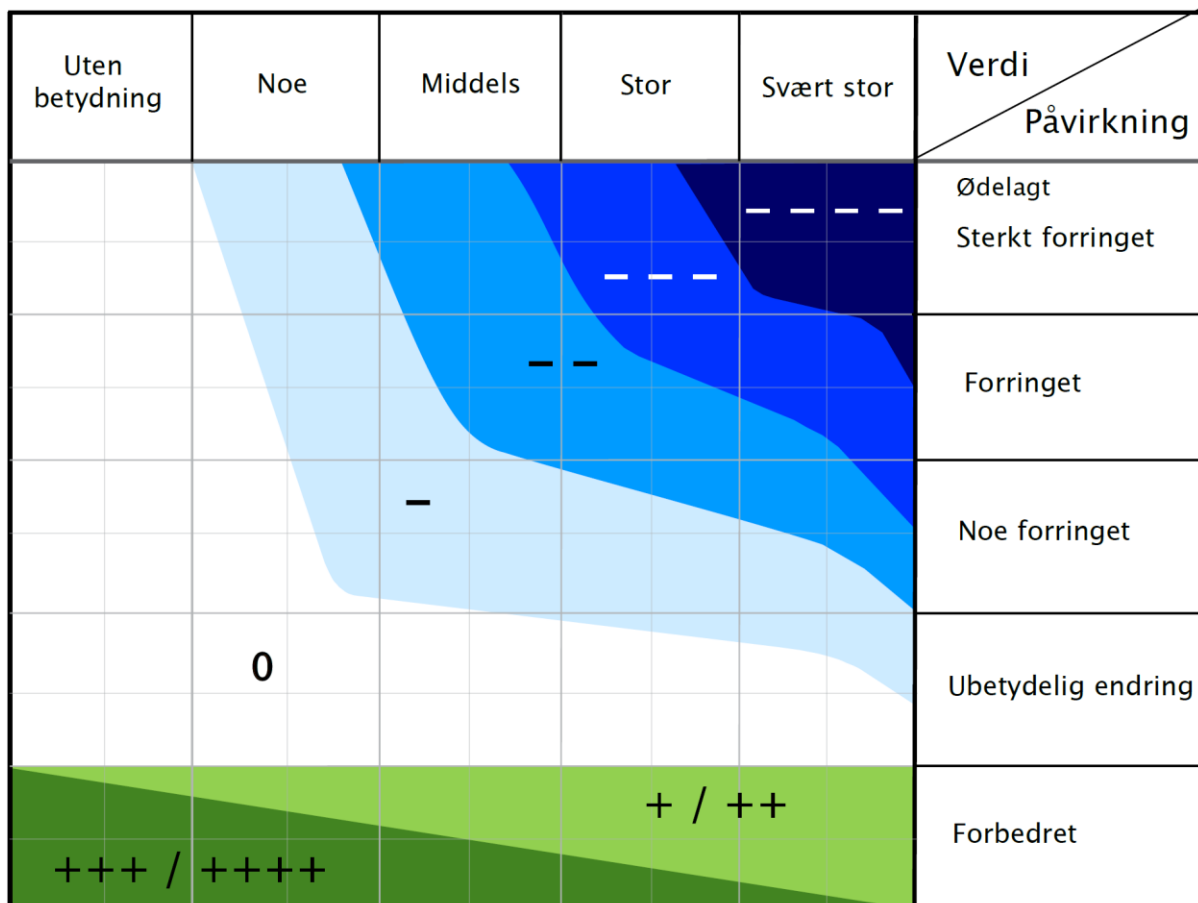 Uten
betydning
Noe
Middels
Stor
Svært stor
Verdi
Påvirkning
Ødelagt
– – – –
Sterkt forringet
– – –
– –
Forringet
–
Noe forringet
0
Ubetydelig endring
+ / ++
Forbedret
+++ / ++++